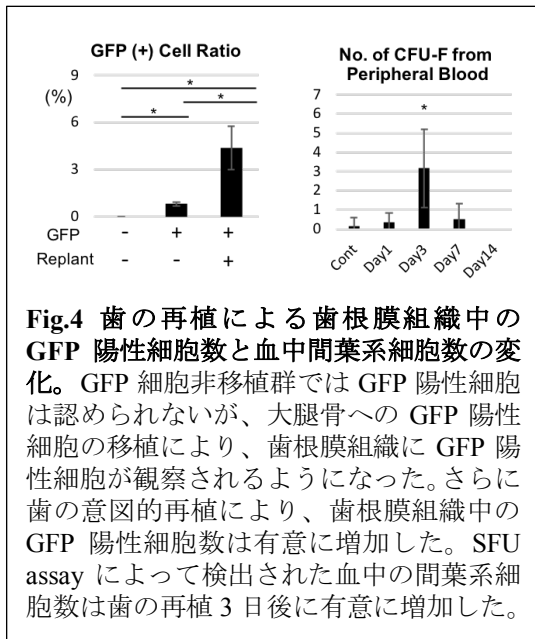 GFP (+) Cell Ratio
9
(%)
6
3
0
* * *
GFP - + +
Replant - - +
No. of CFU-F from
Peripheral Blood
7
6
5
4
3
2
1
0
*
Cont Day1 Day3 Day7 Day14
Fig.4 歯の再植による歯根膜組織中の
GFP 陽性細胞数と血中間葉系細胞数の変
化。GFP 細胞非移植群では GFP 陽性細胞
は認められないが、大腿骨への GFP 陽性
細胞の移植により、歯根膜組織に GFP 陽
性細胞が観察されるようになった。さらに
歯の意図的再植により、歯根膜組織中の
GFP 陽性細胞数は有意に増加した。SFU
assay によって検出された血中の間葉系細
胞数は歯の再植 3 日後に有意に増加した。